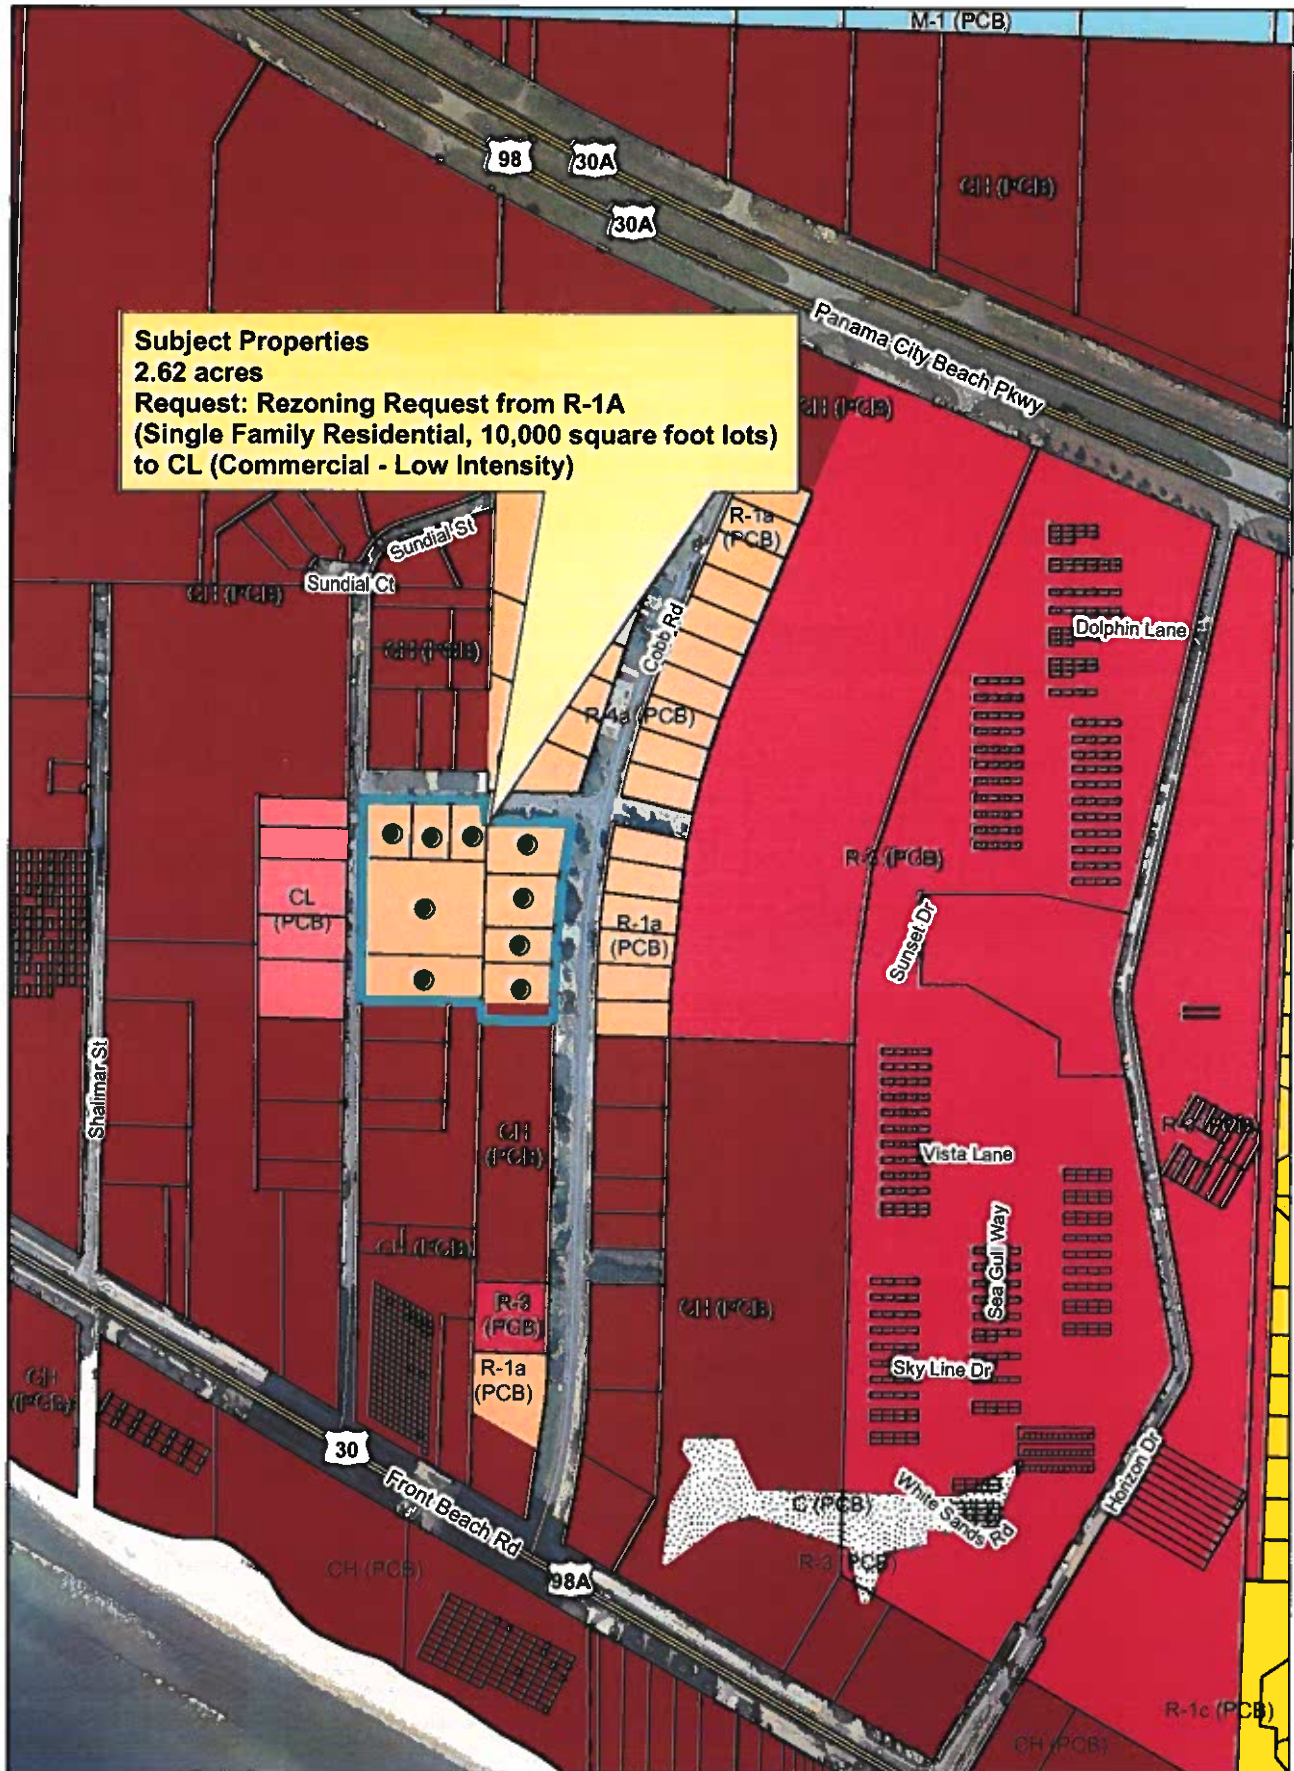 M-1 (PCB)
98
30A
CH (PCB)
30A
Panama City Beach Pkwy
Subject Properties
2.62 acres
Request: Rezoning Request from R-1A
(Single Family Residential, 10,000 square foot lots)
to CL (Commercial - Low Intensity)
CH (PCB)
R-1a
(PCB)
Sundial St
Sundial Ct
CH (PCB)
Cobb Rd
Dolphin Lane
CH (PCB)
(PCB)
R-3 (PCB)
CL
(PCB)
R-1a
(PCB)
Sunset Dr
Shalimar St
CH
(PCB)
Vista Lane
CH (PCB)
Sea Gull Way
R-3
(PCB)
CH (PCB)
R-1a
(PCB)
Sky Line Dr
CH
(PCB)
30
Front Beach Rd
Horizon Dr
C (PCB)
White Sands Rd
R-3 (PCB)
CH (PCB)
98A
R-1c (PCB)
CH (PCB)